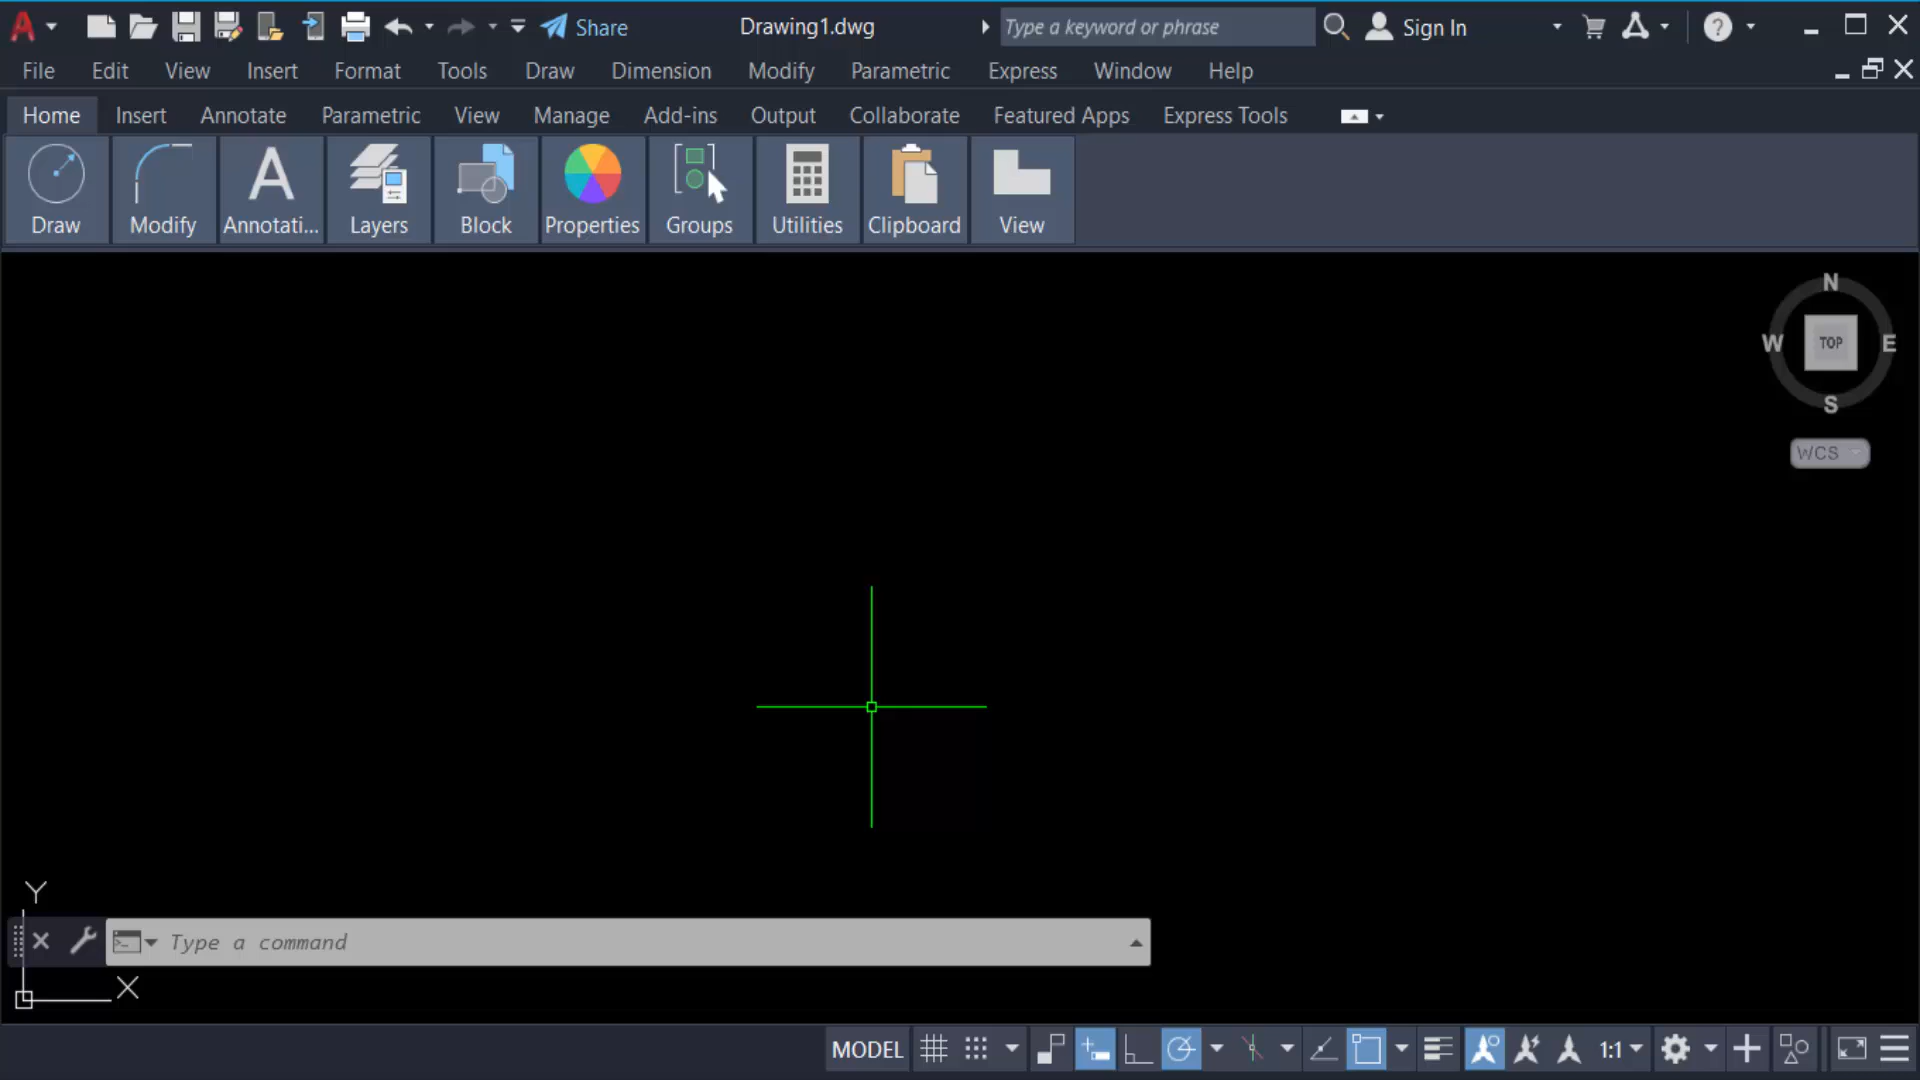 Share
Drawing1.dwg
Type a keyword or phrase
Sign In
File Edit View Insert Format Tools Draw Dimension Modify Parametric Express Window Help
Home Insert Annotate Parametric View Manage Add-ins Output Collaborate Featured Apps Express Tools
Draw Modify Annotati... Layers Block Properties Groups Utilities Clipboard View
N
W TOP E
S
WCS
Y
Type a command
X
MODEL 1:1